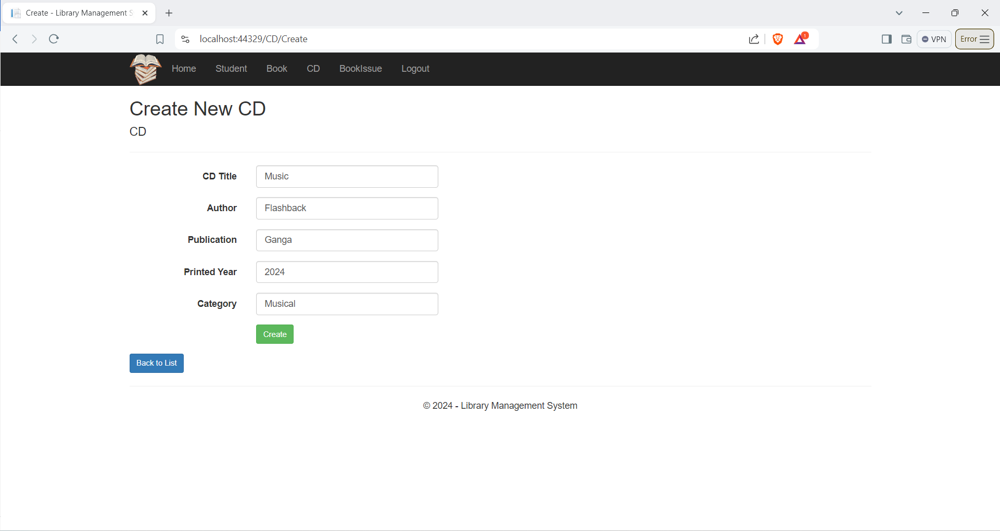 Create - Library Management S
localhost:44329/CD/Create
1
VPN
Error
Home Student Book CD BookIssue Logout
Create New CD
CD
CD Title Music
Author Flashback
Publication Ganga
Printed Year 2024
Category Musical
Create
Back to List
© 2024 - Library Management System